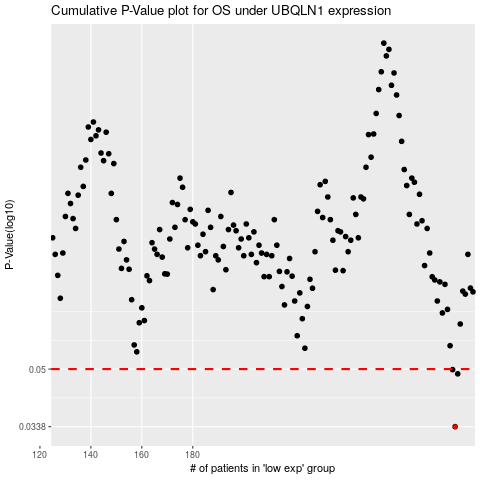 Cumulative P-Value plot for OS under UBQLN1 expression
P-Value(log10)
0.05
0.0338
120 140 160 180
# of patients in 'low exp' group